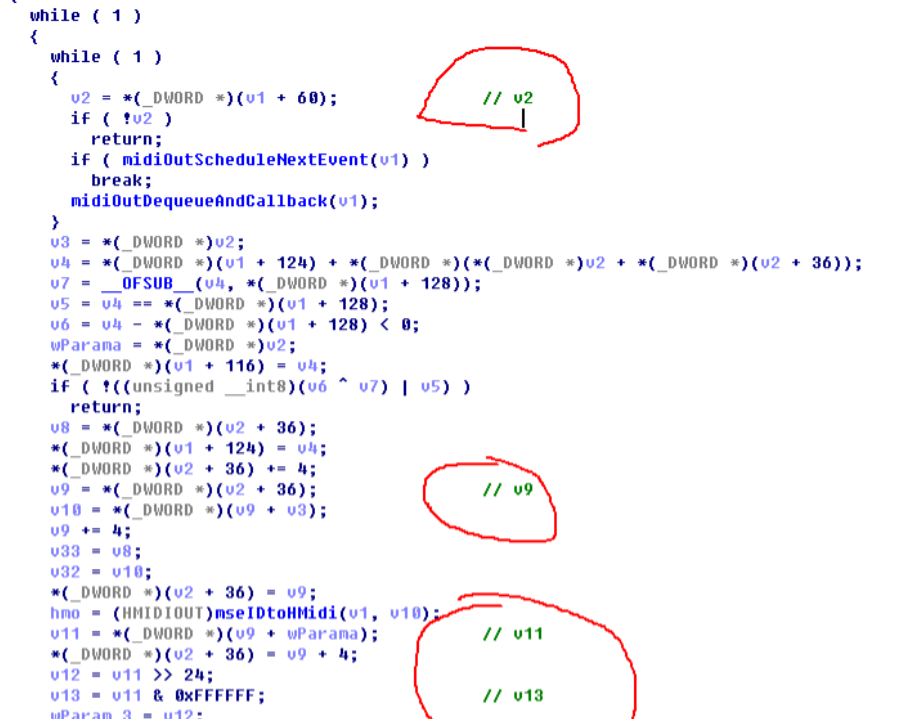 {
while ( 1 )
{
while ( 1 )
{
v2 = *(_DWORD *)(v1 + 60); // v2
if ( !v2 )
return;
if ( midiOutScheduleNextEvent(v1) )
break;
midiOutDequeueAndCallback(v1);
}
v3 = *(_DWORD *)v2;
v4 = *(_DWORD *)(v1 + 124) + *(_DWORD *)(*(_DWORD *)v2 + *(_DWORD *)(v2 + 36));
v7 = __OFSUB__(v4, *(_DWORD *)(v1 + 128));
v5 = v4 == *(_DWORD *)(v1 + 128);
v6 = v4 - *(_DWORD *)(v1 + 128) < 0;
wParama = *(_DWORD *)v2;
*(_DWORD *)(v1 + 116) = v4;
if ( !((unsigned __int8)(v6 ^ v7) | v5) )
return;
v8 = *(_DWORD *)(v2 + 36);
*(_DWORD *)(v1 + 124) = v4;
*(_DWORD *)(v2 + 36) += 4;
v9 = *(_DWORD *)(v2 + 36); // v9
v10 = *(_DWORD *)(v9 + v3);
v9 += 4;
v33 = v8;
v32 = v10;
*(_DWORD *)(v2 + 36) = v9;
hmo = (HMIDIOUT)mseIDtoHMidi(v1, v10);
v11 = *(_DWORD *)(v9 + wParama); // v11
*(_DWORD *)(v2 + 36) = v9 + 4;
v12 = v11 >> 24;
v13 = v11 & 0xFFFFFF; // v13
wParam_3 = v12;